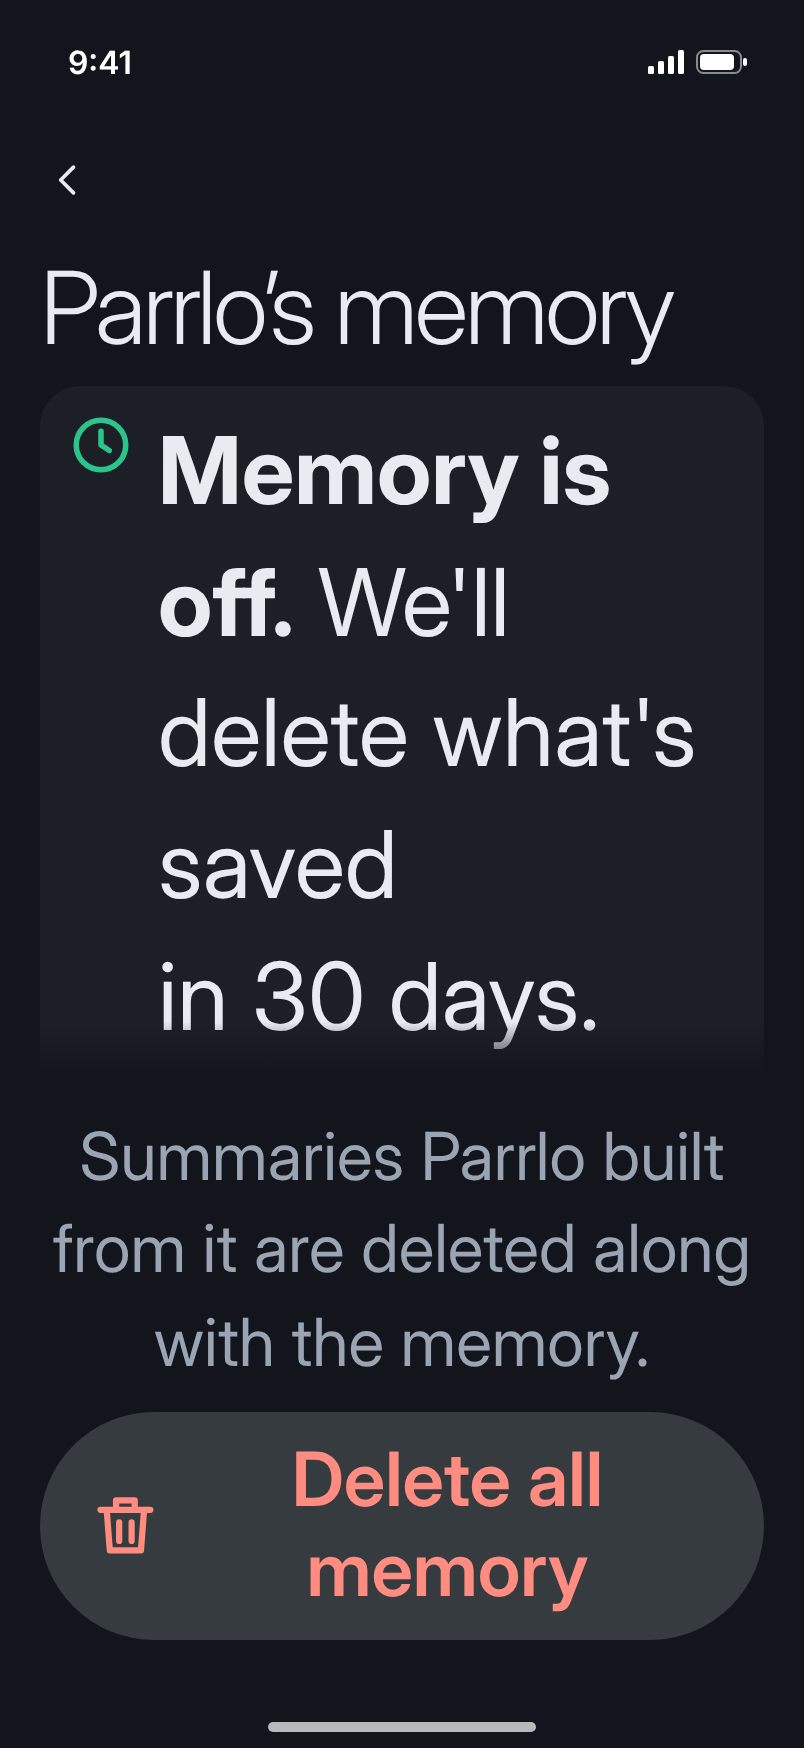 9:41
Parrlo’s memory
Memory is
off. We'll
delete what's
saved
in 30 days.
Summaries Parrlo built
from it are deleted along
with the memory.
Delete all
memory